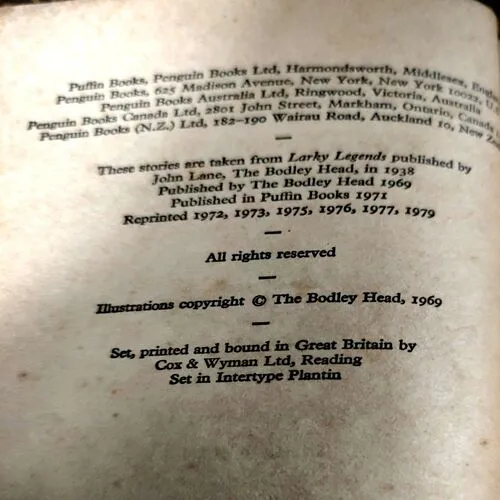 Puffin Books, Penguin Books Ltd, Harmondsworth, Middlesex, England
Penguin Books, 625 Madison Avenue, New York, New York 10022, U.S.
Penguin Books Australia Ltd, Ringwood, Victoria, Australia
Penguin Books Canada Ltd, 2801 John Street, Markham, Ontario, Canada
Penguin Books (N.Z.) Ltd, 182-190 Wairau Road, Auckland 10, New
—
These stories are taken from Larky Legends published by
John Lane, The Bodley Head, in 1938
Published by The Bodley Head 1969
Published in Puffin Books 1971
Reprinted 1972, 1973, 1975, 1976, 1977, 1979
—
All rights reserved
—
Illustrations copyright © The Bodley Head, 1969
—
Set, printed and bound in Great Britain by
Cox & Wyman Ltd, Reading
Set in Intertype Plantin